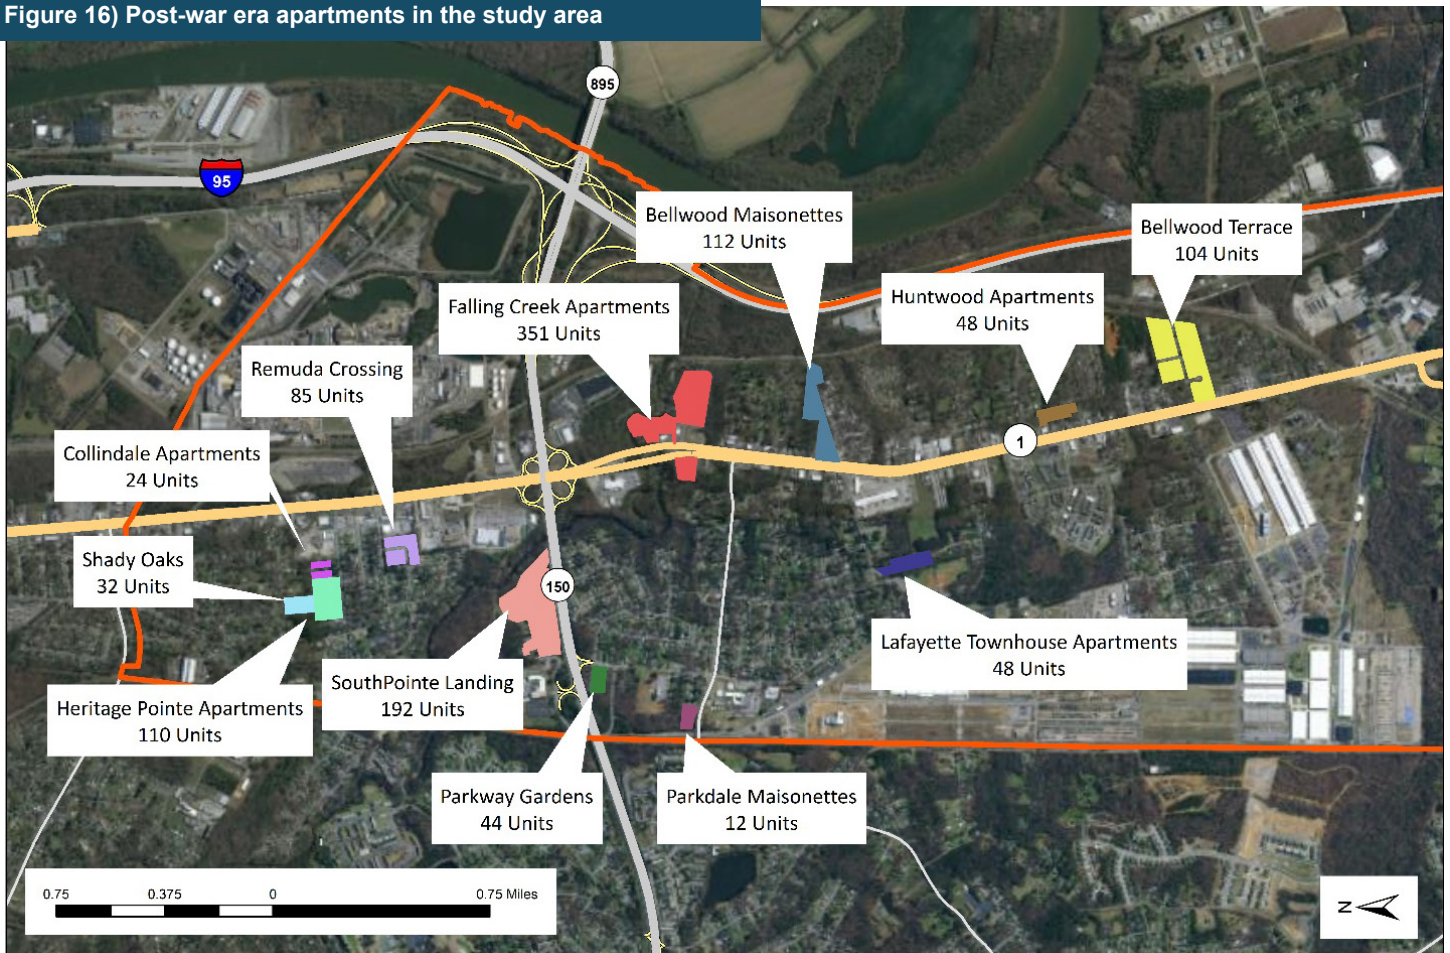 Figure 16) Post-war era apartments in the study area
895
95
Bellwood Maisonettes
112 Units
Bellwood Terrace
104 Units
Falling Creek Apartments
351 Units
Huntwood Apartments
48 Units
Remuda Crossing
85 Units
Collindale Apartments
24 Units
1
Shady Oaks
32 Units
150
Lafayette Townhouse Apartments
48 Units
SouthPointe Landing
192 Units
Heritage Pointe Apartments
110 Units
Parkway Gardens
44 Units
Parkdale Maisonettes
12 Units
0.75 0.375 0 0.75 Miles
N